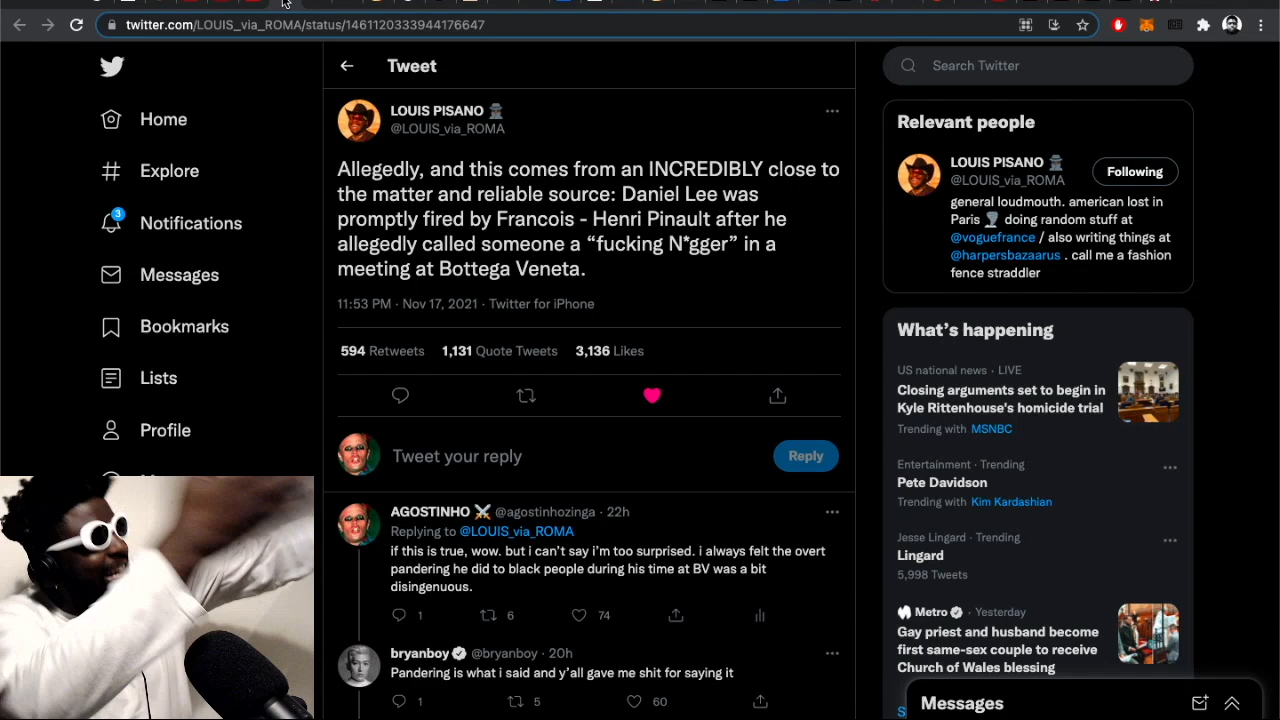 twitter.com/LOUIS_via_ROMA/status/1461120333944176647
Home
Explore
3
Notifications
Messages
Bookmarks
Lists
Profile
Tweet
LOUIS PISANO
@LOUIS_via_ROMA
Allegedly, and this comes from an INCREDIBLY close to
the matter and reliable source: Daniel Lee was
promptly fired by Francois - Henri Pinault after he
allegedly called someone a “fucking N*gger” in a
meeting at Bottega Veneta.
11:53 PM · Nov 17, 2021 · Twitter for iPhone
594 Retweets 1,131 Quote Tweets 3,136 Likes
Tweet your reply
Reply
AGOSTINHO @agostinhozinga · 22h
Replying to @LOUIS_via_ROMA
if this is true, wow. but i can’t say i’m too surprised. i always felt the overt
pandering he did to black people during his time at BV was a bit
disingenuous.
1 6 74
bryanboy @bryanboy · 20h
Pandering is what i said and y’all gave me shit for saying it
1 5 60
Search Twitter
Relevant people
LOUIS PISANO
@LOUIS_via_ROMA
Following
general loudmouth. american lost in
Paris doing random stuff at
@voguefrance / also writing things at
@harpersbazaarus . call me a fashion
fence straddler
What’s happening
US national news · LIVE
Closing arguments set to begin in
Kyle Rittenhouse's homicide trial
Trending with MSNBC
Entertainment · Trending
Pete Davidson
Trending with Kim Kardashian
Jesse Lingard · Trending
Lingard
5,998 Tweets
Metro · Yesterday
Gay priest and husband become
first same-sex couple to receive
Church of Wales blessing
Messages